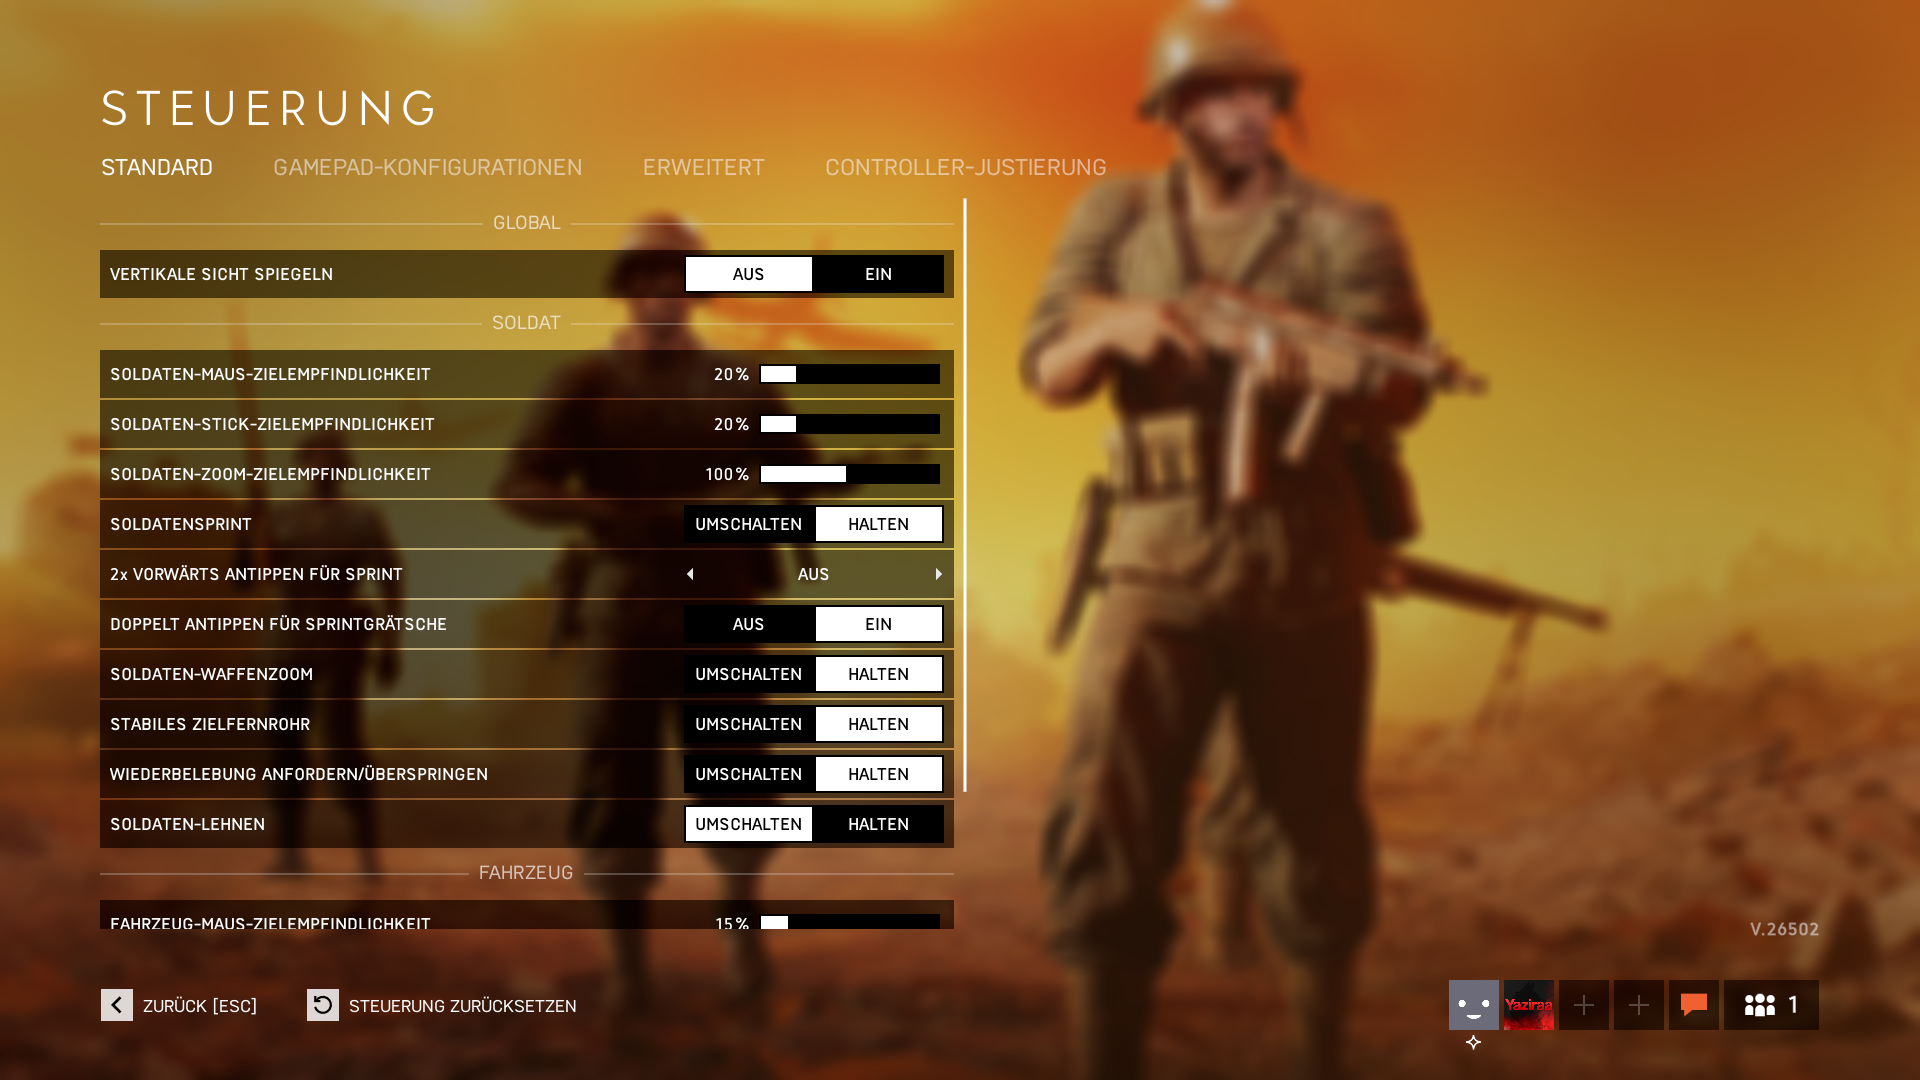 STEUERUNG
STANDARD GAMEPAD-KONFIGURATIONEN ERWEITERT CONTROLLER-JUSTIERUNG
GLOBAL
VERTIKALE SICHT SPIEGELN AUS EIN
SOLDAT
SOLDATEN-MAUS-ZIELEMPFINDLICHKEIT 20%
SOLDATEN-STICK-ZIELEMPFINDLICHKEIT 20%
SOLDATEN-ZOOM-ZIELEMPFINDLICHKEIT 100%
SOLDATENSPRINT UMSCHALTEN HALTEN
2x VORWÄRTS ANTIPPEN FÜR SPRINT AUS
DOPPELT ANTIPPEN FÜR SPRINTGRÄTSCHE AUS EIN
SOLDATEN-WAFFENZOOM UMSCHALTEN HALTEN
STABILES ZIELFERNROHR UMSCHALTEN HALTEN
WIEDERBELEBUNG ANFORDERN/ÜBERSPRINGEN UMSCHALTEN HALTEN
SOLDATEN-LEHNEN UMSCHALTEN HALTEN
FAHRZEUG
FAHRZEUG-MAUS-ZIELEMPFINDLICHKEIT 15%
V.26502
ZURÜCK [ESC] STEUERUNG ZURÜCKSETZEN
Yaziraa
1